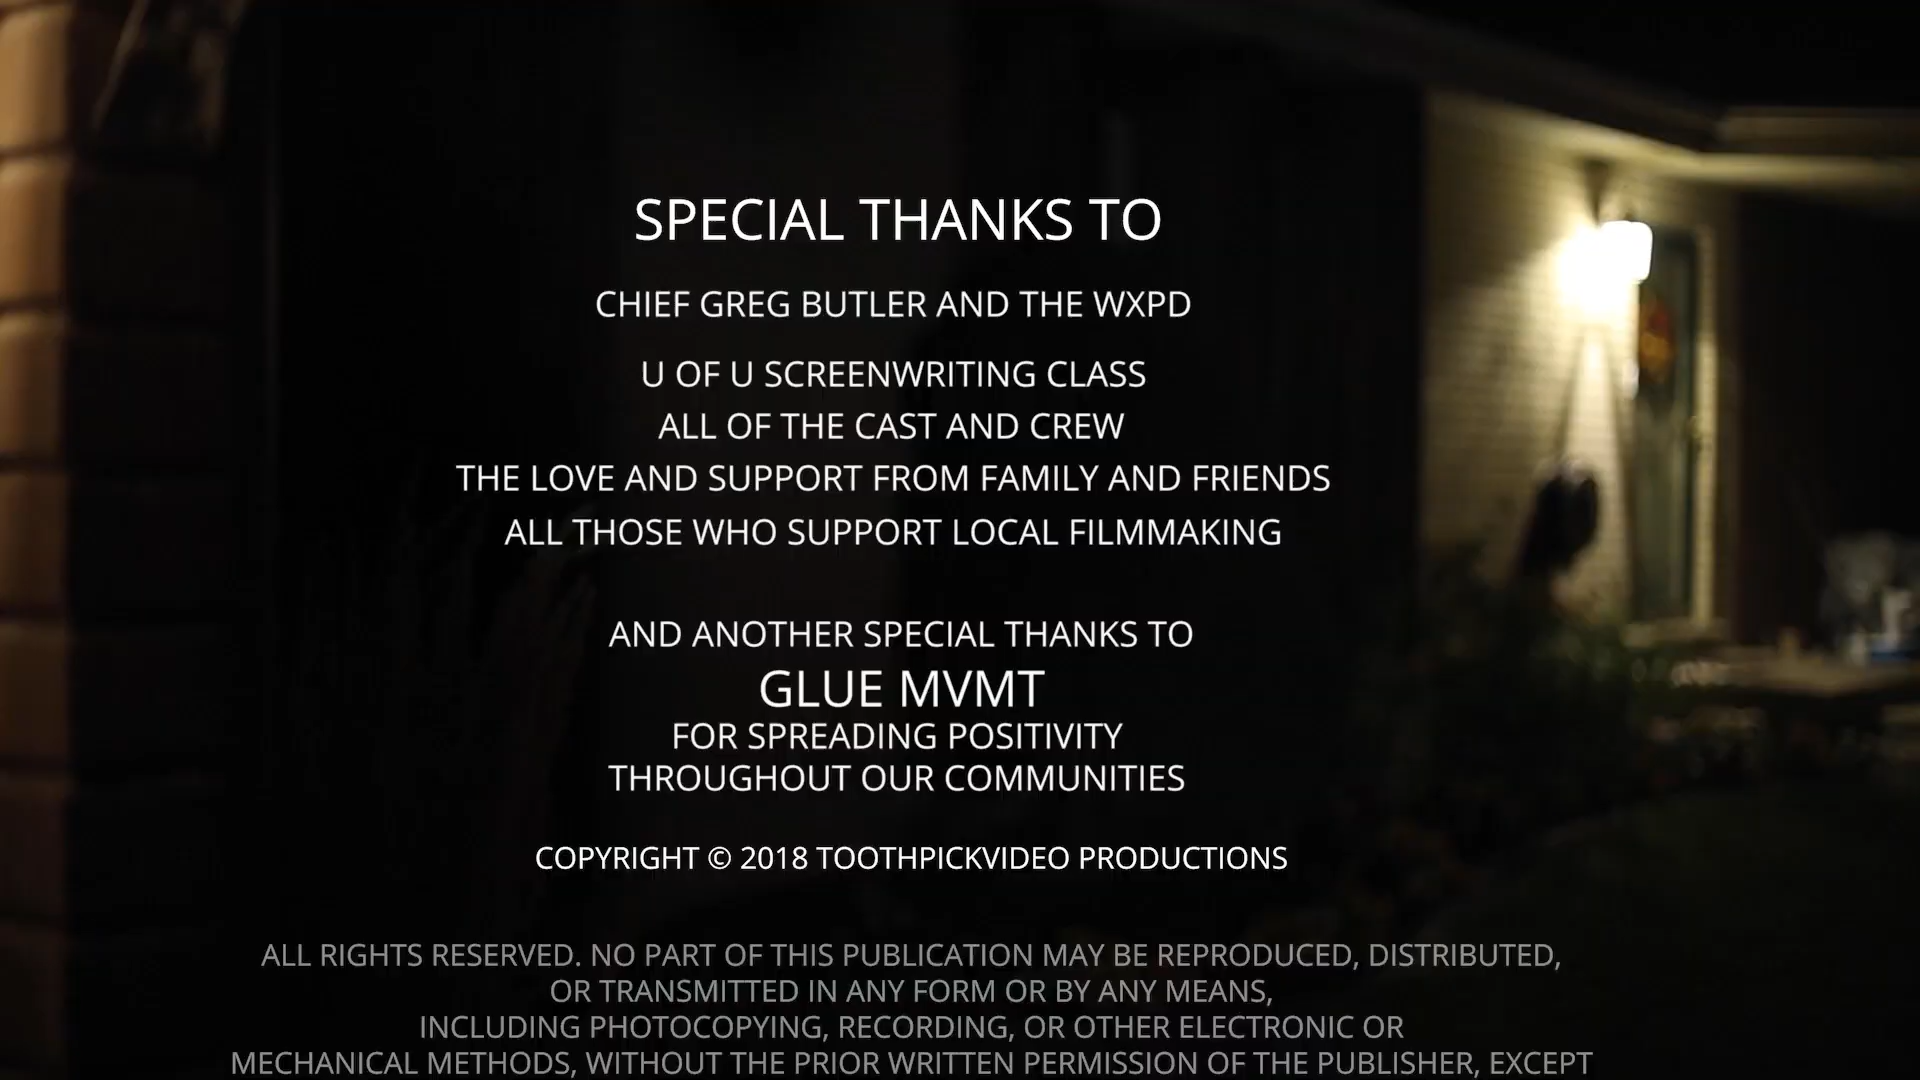 SPECIAL THANKS TO
CHIEF GREG BUTLER AND THE WXPD
U OF U SCREENWRITING CLASS
ALL OF THE CAST AND CREW
THE LOVE AND SUPPORT FROM FAMILY AND FRIENDS
ALL THOSE WHO SUPPORT LOCAL FILMMAKING
AND ANOTHER SPECIAL THANKS TO
GLUE MVMT
FOR SPREADING POSITIVITY
THROUGHOUT OUR COMMUNITIES
COPYRIGHT © 2018 TOOTHPICKVIDEO PRODUCTIONS
ALL RIGHTS RESERVED. NO PART OF THIS PUBLICATION MAY BE REPRODUCED, DISTRIBUTED,
OR TRANSMITTED IN ANY FORM OR BY ANY MEANS,
INCLUDING PHOTOCOPYING, RECORDING, OR OTHER ELECTRONIC OR
MECHANICAL METHODS, WITHOUT THE PRIOR WRITTEN PERMISSION OF THE PUBLISHER, EXCEPT